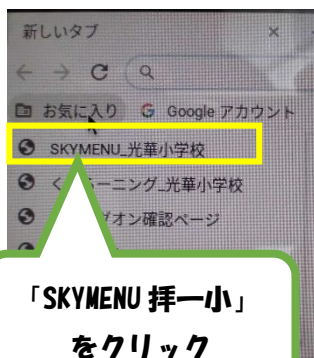 新しいタブ
お気に入り G Google アカウント
SKYMENU_光華小学校
ーニング_光華小学校
オン確認ページ
「SKYMENU 拝一小」
をクリック